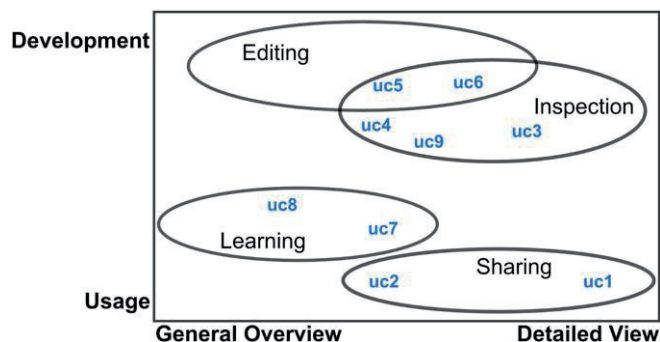 Development
Editing
uc5
uc6
Inspection
uc4
uc9
uc3
uc8
uc7
Learning
Sharing
uc2
uc1
Usage
General Overview
Detailed View